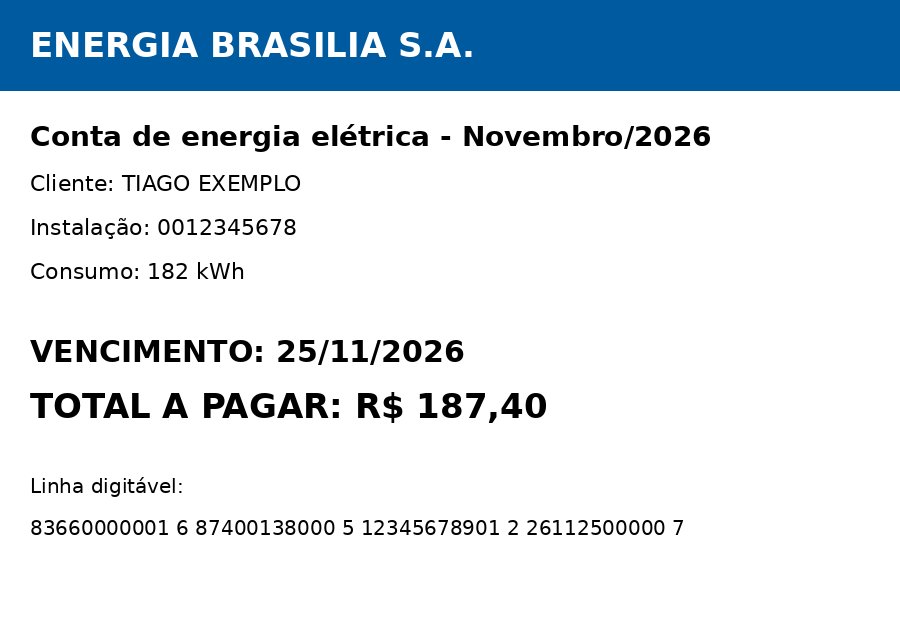 ENERGIA BRASILIA S.A.
Conta de energia elétrica - Novembro/2026
Cliente: TIAGO EXEMPLO
Instalação: 0012345678
Consumo: 182 kWh
VENCIMENTO: 25/11/2026
TOTAL A PAGAR: R$ 187,40
Linha digitável:
83660000001 6 87400138000 5 12345678901 2 26112500000 7